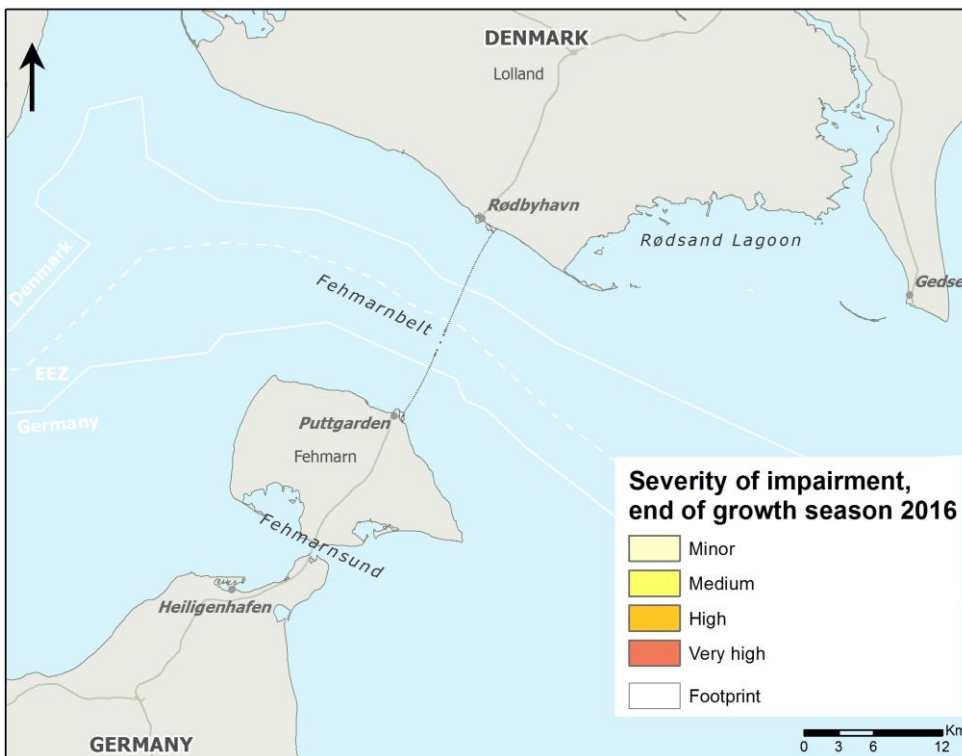 DENMARK
Lolland
Rødbyhavn
Rødsand Lagoon
Gedse
Denmark
Fehmarnbelt
EEZ
Germany
Puttgarden
Fehmarn
Fehmarnsund
Heiligenhafen
GERMANY
Severity of impairment,
end of growth season 2016
Minor
Medium
High
Very high
Footprint
Km
0 3 6 12